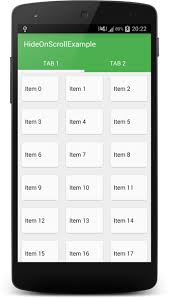 20:22
HideOnScrollExample
TAB 1 TAB 2
Item 0 Item 1 Item 2
Item 3 Item 4 Item 5
Item 6 Item 7 Item 8
Item 9 Item 10 Item 11
Item 12 Item 13 Item 14
Item 15 Item 16 Item 17